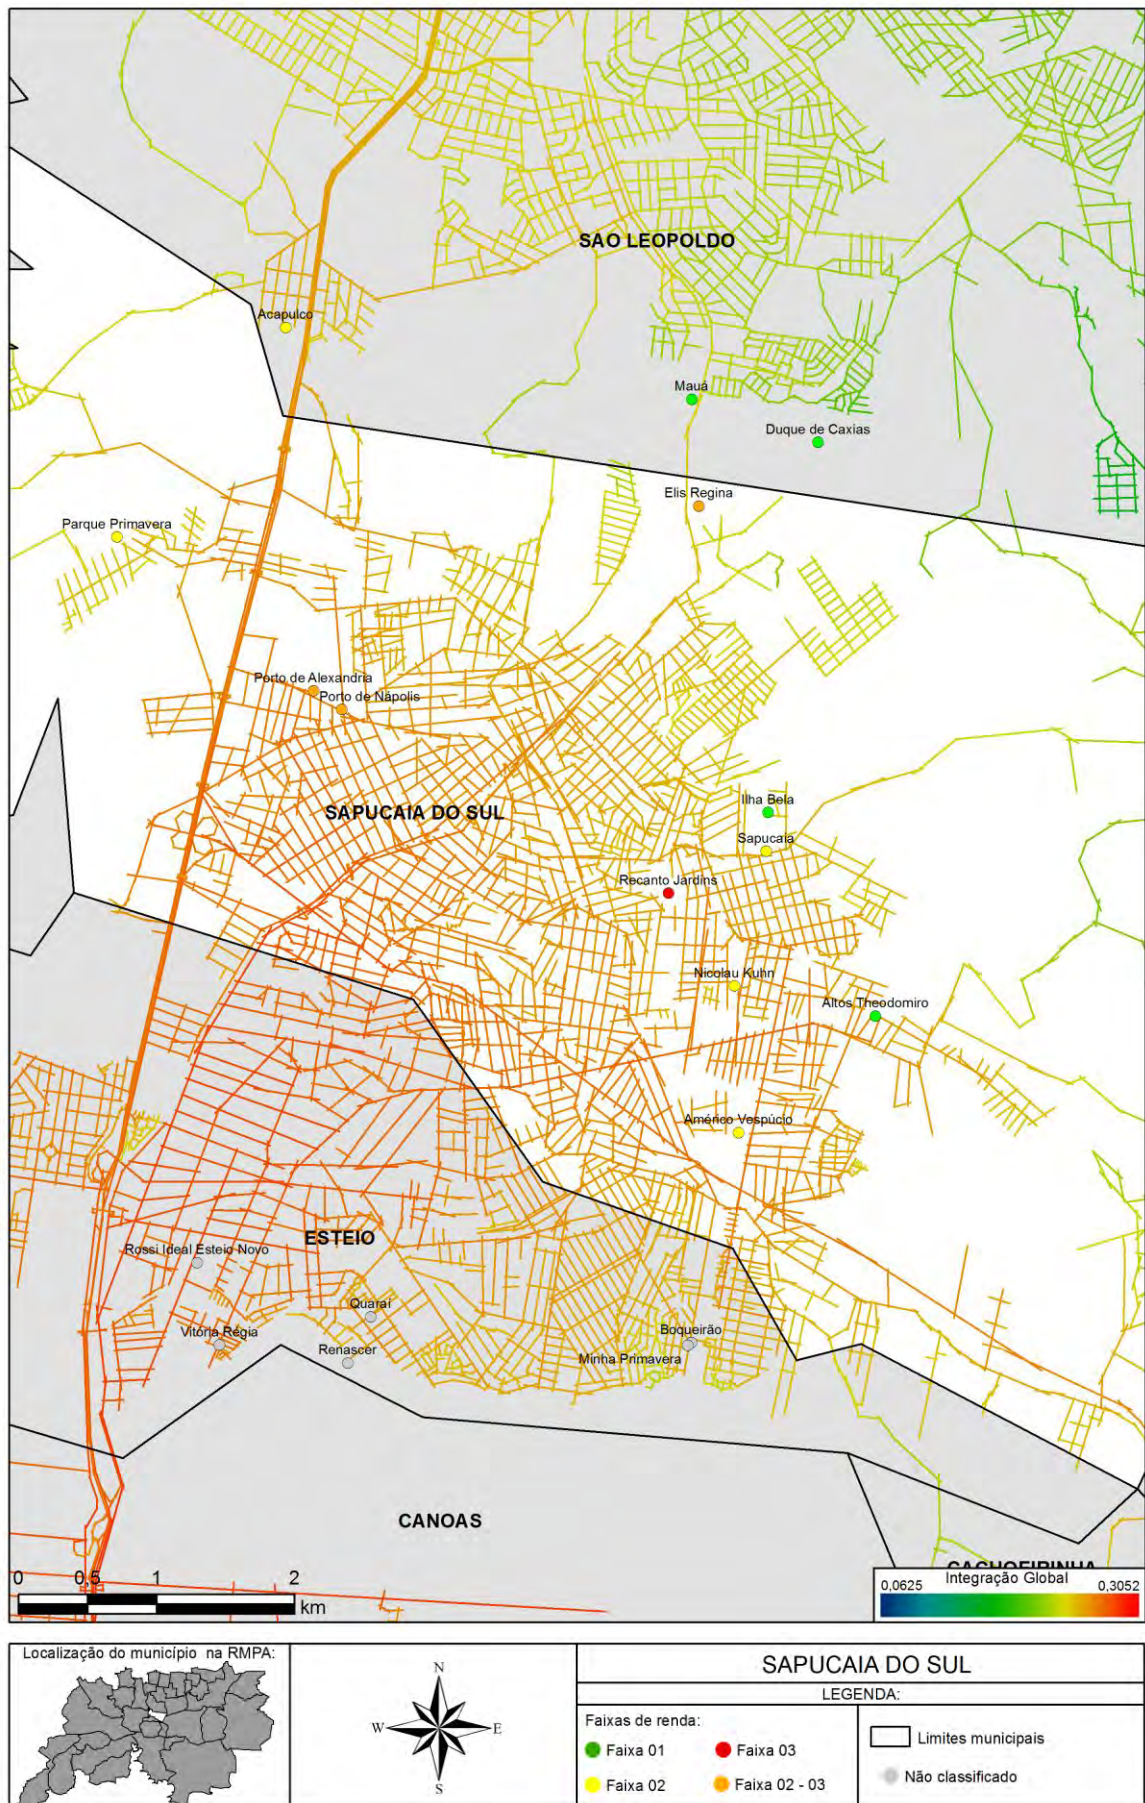 SAO LEOPOLDO
Acapulco
Mauá
Duque de Caxias
Elis Regina
Parque Primavera
Porto de Alexandria
Porto de Nápolis
Ilha Bela
SAPUCAIA DO SUL
Sapucaia
Recanto Jardins
Nicolau Kuhn
Altos Theodomiro
Américo Vespúcio
ESTEIO
Rossi Ideal Esteio Novo
Quaraí
Vitória Régia
Boqueirão
Renascer
Minha Primavera
CANOAS
CACHOEIRINHA
0 0,5 1 2
km
Integração Global
0,0625 0,3052
Localização do município na RMPA:
N
W E
S
SAPUCAIA DO SUL
LEGENDA:
Faixas de renda:
Faixa 01 Faixa 03
Faixa 02 Faixa 02 - 03
Limites municipais
Não classificado